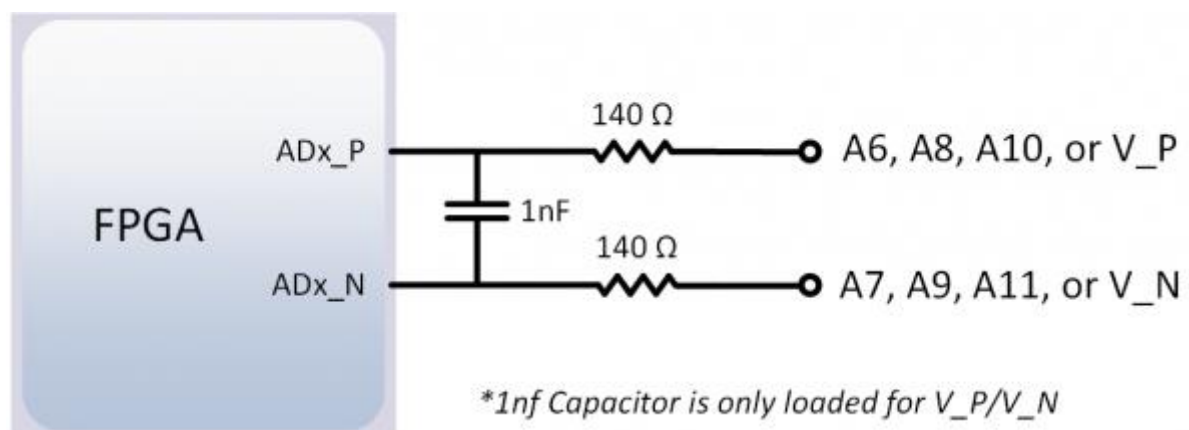 140 Ω
ADx_P
A6, A8, A10, or V_P
1nF
FPGA
140 Ω
ADx_N
A7, A9, A11, or V_N
*1nf Capacitor is only loaded for V_P/V_N